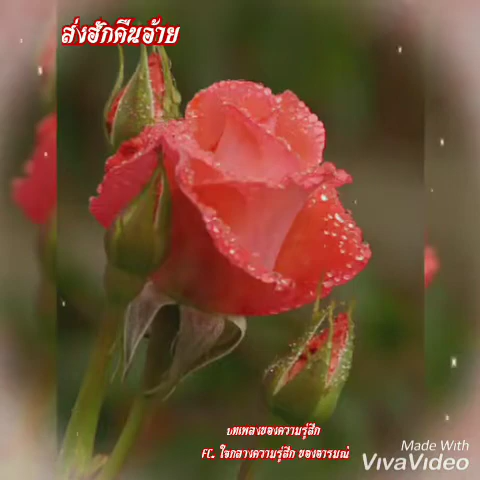 ส่งฮักคืนอ้าย
บทเพลงของความรู้สึก
FC. ใจกลางความรู้สึก ของอารมณ์
Made With
VivaVideo